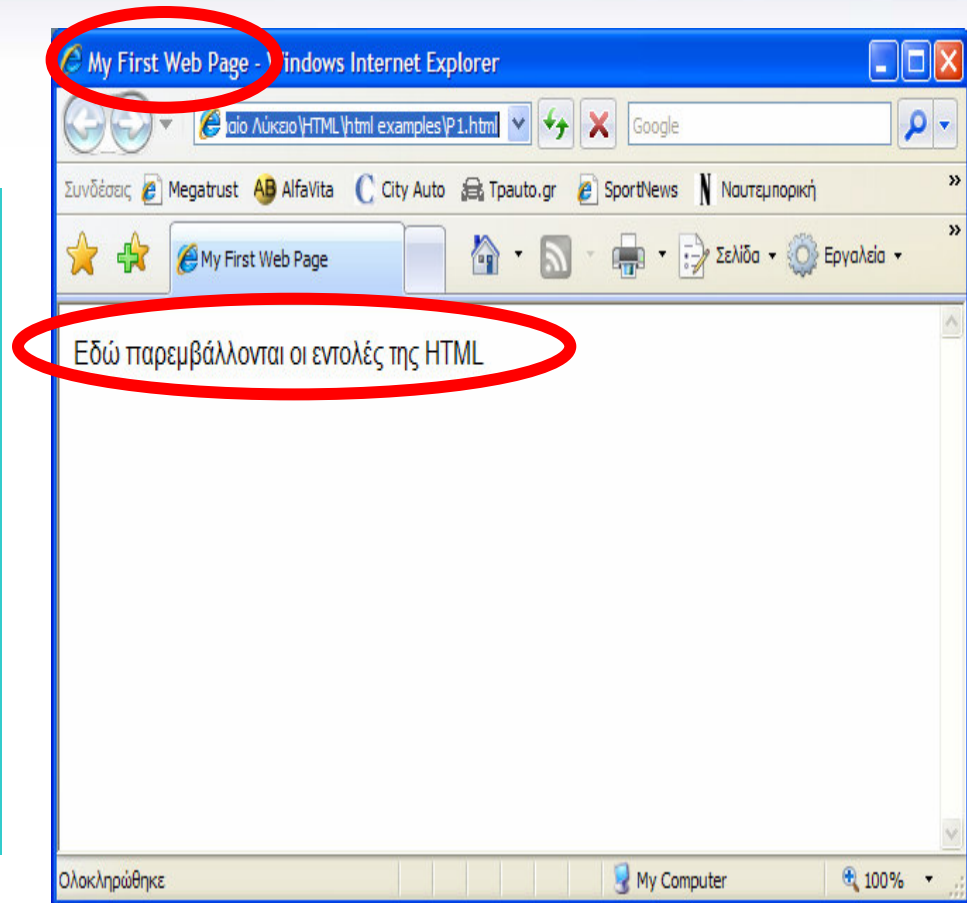 My First Web Page - Windows Internet Explorer
αίο Λύκειο\HTML\html examples\P1.html Google
Συνδέσεις Megatrust AB AlfaVita City Auto Tpauto.gr SportNews N Ναυτεμπορική »
My First Web Page Σελίδα Εργαλεία »
Εδώ παρεμβάλλονται οι εντολές της HTML
Ολοκληρώθηκε My Computer 100%